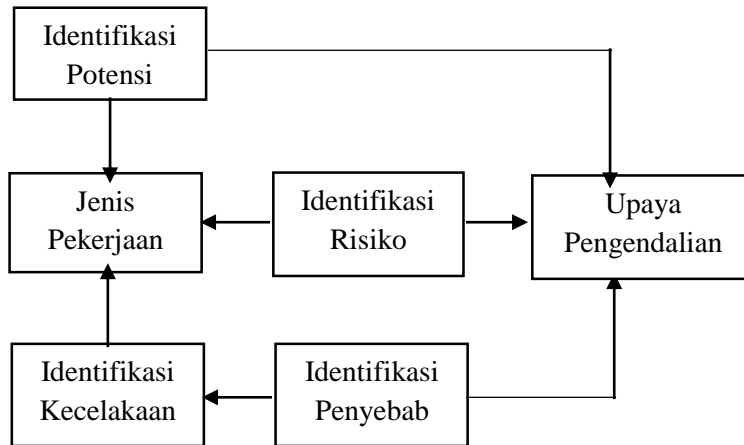 Identifikasi
Potensi
Jenis
Pekerjaan
Identifikasi
Risiko
Upaya
Pengendalian
Identifikasi
Kecelakaan
Identifikasi
Penyebab